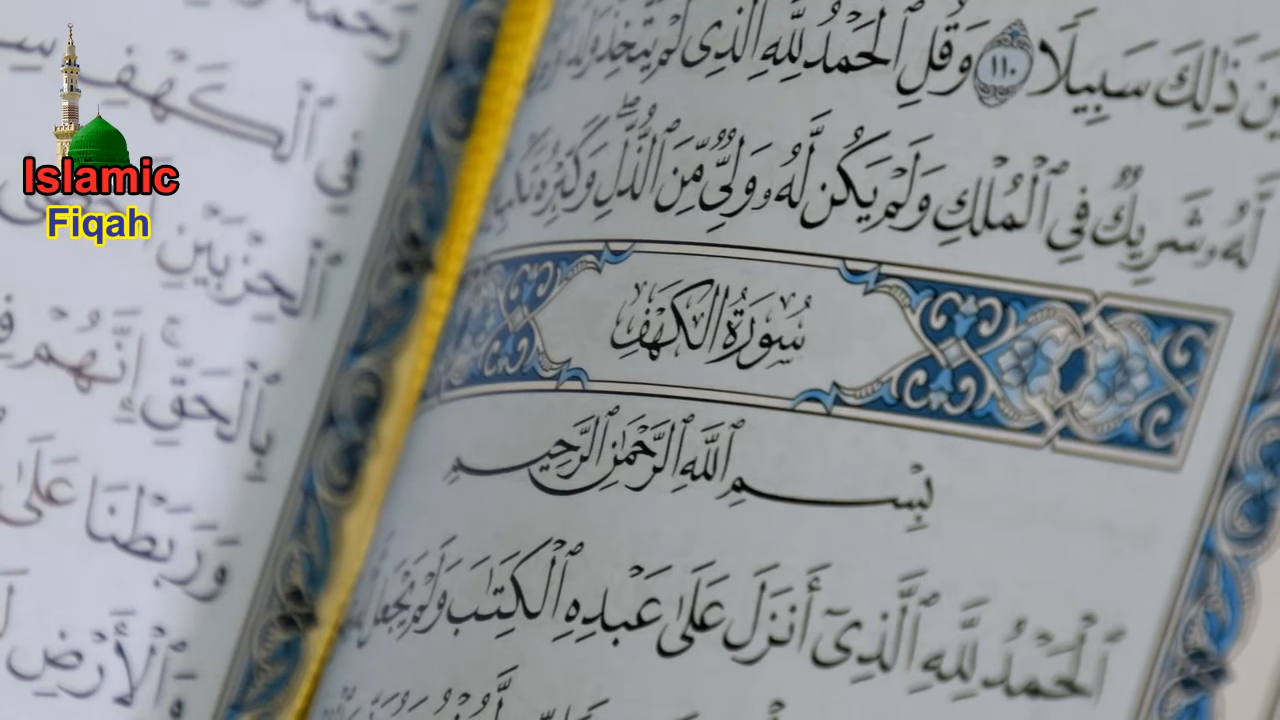 Islamic
Fiqah
ذَٰلِكَ سَبِيلًا ١١٠ وَقُلِ ٱلْحَمْدُ لِلَّهِ ٱلَّذِى لَمْ يَتَّخِذْ
لَّهُۥ شَرِيكٌ فِى ٱلْمُلْكِ وَلَمْ يَكُن لَّهُۥ وَلِىٌّ مِّنَ ٱلذُّلِّ ۖ وَكَبِّرْهُ
سُورَةُ الكَهْفِ
بِسْمِ ٱللَّهِ ٱلرَّحْمَٰنِ ٱلرَّحِيمِ
ٱلْحَمْدُ لِلَّهِ ٱلَّذِىٓ أَنزَلَ عَلَىٰ عَبْدِهِ ٱلْكِتَٰبَ وَلَمْ يَجْعَل
ٱلْكَهْفِ
ٱلْحِزْبَيْنِ
بِٱلْحَقِّ ۚ إِنَّهُمْ
وَرَبَطْنَا عَلَىٰ
وَٱلْأَرْضِ